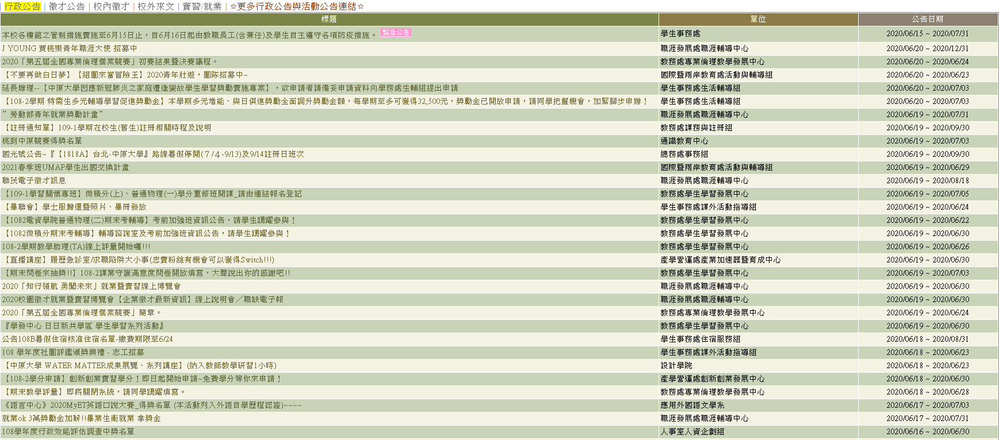 | 行政公告 | 徵才公告 | 校內徵才 | 校外來文 | 實習/就業 | ☆更多行政公告與活動公告連結☆
標題 單位 公告日期
本校各樓館之管制措施實施至6月15日止，自6月16日起由教職員工(含兼任)及學生自主遵守各項防疫措施。 緊急公告 學生事務處 2020/06/15 ~ 2020/07/31
J YOUNG 賈桃樂青年職涯大使 招募中 職涯發展處職涯輔導中心 2020/06/20 ~ 2020/12/31
2020「第五屆全國專業倫理個案競賽」初賽結果暨決賽議程。 教務處專業倫理教學發展中心 2020/06/20 ~ 2020/06/24
【不要再做白日夢】【組團來當冒險王】2020青年壯遊，團隊招募中~ 國際暨兩岸教育處活動與輔導組 2020/06/20 ~ 2020/06/23
延長辦理--【中原大學因應新冠肺炎之家庭遭逢變故學生學習獎勵實施專案】，欲申請者請備妥申請資料向學務處生輔組提出申請 學生事務處生活輔導組 2020/06/20 ~ 2020/07/03
【108-2學期 特需生多元輔導學習促進獎勵金】本學期多元增能、與日俱進獎勵全面調升獎勵金額，每學期至多可獲得32,500元，獎勵金已開放申請，請同學把握機會，加緊腳步申辦！ 學生事務處生活輔導組 2020/06/20 ~ 2020/07/03
”勞動部青年就業獎勵計畫” 職涯發展處職涯輔導中心 2020/06/19 ~ 2020/07/31
【註冊通知單】109-1學期在校生(舊生)註冊相關時程及說明 教務處課務與註冊組 2020/06/19 ~ 2020/09/30
桃到中原競賽得獎名單 通識教育中心 2020/06/19 ~ 2020/07/03
國光號公告~『【1818A】台北-中原大學』路線暑假停開(７/４-9/13)及9/14註冊日班次 總務處事務組 2020/06/19 ~ 2020/09/30
2021春季班UMAP學生出國交換計畫 國際暨兩岸教育處活動與輔導組 2020/06/19 ~ 2020/06/29
聯茂電子徵才訊息 職涯發展處職涯輔導中心 2020/06/19 ~ 2020/08/18
【109-1學習關懷專班】微積分(上)、普通物理(一)學分重修班開課_請由連結報名登記 教務處學生學習發展中心 2020/06/19 ~ 2020/07/05
【畢聯會】學士服歸還暨照片、畢冊發放 學生事務處課外活動指導組 2020/06/19 ~ 2020/06/24
【1082電資學院普通物理(二)期末考輔導】考前加強班資訊公告，請學生踴躍參與！ 教務處學生學習發展中心 2020/06/19 ~ 2020/06/22
【1082微積分期末考輔導】輔導諮詢室及考前加強班資訊公告，請學生踴躍參與！ 教務處學生學習發展中心 2020/06/19 ~ 2020/06/30
108-2學期教學助理(TA)線上評量開始囉!!! 教務處學生學習發展中心 2020/06/19 ~ 2020/06/26
【直播講座】履歷急診室/求職陷阱大小事(忠實粉絲有機會可以獲得Switch!!!) 產學營運處產業加速器暨育成中心 2020/06/19 ~ 2020/06/30
【期末問卷來抽獎!!】108-2課業守護滿意度問卷開放填寫，大聲說出你的感謝吧!! 教務處學生學習發展中心 2020/06/19 ~ 2020/07/03
2020「知行領航 勇闖未來」就業暨實習線上博覽會 職涯發展處職涯輔導中心 2020/06/19 ~ 2020/06/30
2020校園徵才就業暨實習博覽會【企業徵才最新資訊】線上說明會／職缺電子報 職涯發展處職涯輔導中心 2020/06/19 ~ 2020/06/30
2020「第五屆全國專業倫理個案競賽」簡章。 教務處專業倫理教學發展中心 2020/06/19 ~ 2020/06/24
『學發中心 日日新共學區 學生學習系列活動』 教務處學生學習發展中心 2020/06/19 ~ 2020/06/30
公告108B暑假住宿核准住宿名單-繳費期限至6/24 學生事務處住宿服務組 2020/06/18 ~ 2020/08/31
108 學年度社團評鑑頒獎典禮 - 志工招募 學生事務處課外活動指導組 2020/06/18 ~ 2020/06/23
【中原大學 WATER MATTER成果展覽、系列講座】(納入教師教學研習1小時) 設計學院 2020/06/18 ~ 2020/06/23
【108-2學分申請】創新創業實習學分！即日起開始申請~免費學分等你來申請！ 產學營運處創新創業發展中心 2020/06/18 ~ 2020/06/30
【期末教學評量】即將關閉系統，請同學踴躍填寫。 教務處專業倫理教學發展中心 2020/06/18 ~ 2020/06/28
《語言中心》2020MyET英語口說大賽_得獎名單 (本活動列入外語自學歷程認證)~~~~ 應用外國語文學系 2020/06/17 ~ 2020/07/03
就業ok 3萬獎勵金加薪!!畢業生衝就業 拿獎金 職涯發展處職涯輔導中心 2020/06/17 ~ 2020/07/31
108學年度行政效能評估調查中獎名單 人事室人資企劃組 2020/06/16 ~ 2020/06/30